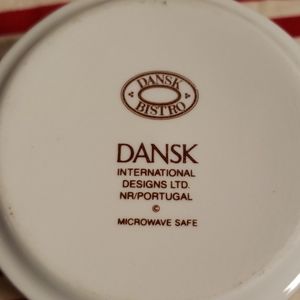 DANSK
BISTRO
DANSK
INTERNATIONAL
DESIGNS LTD.
NR/PORTUGAL
©
MICROWAVE SAFE